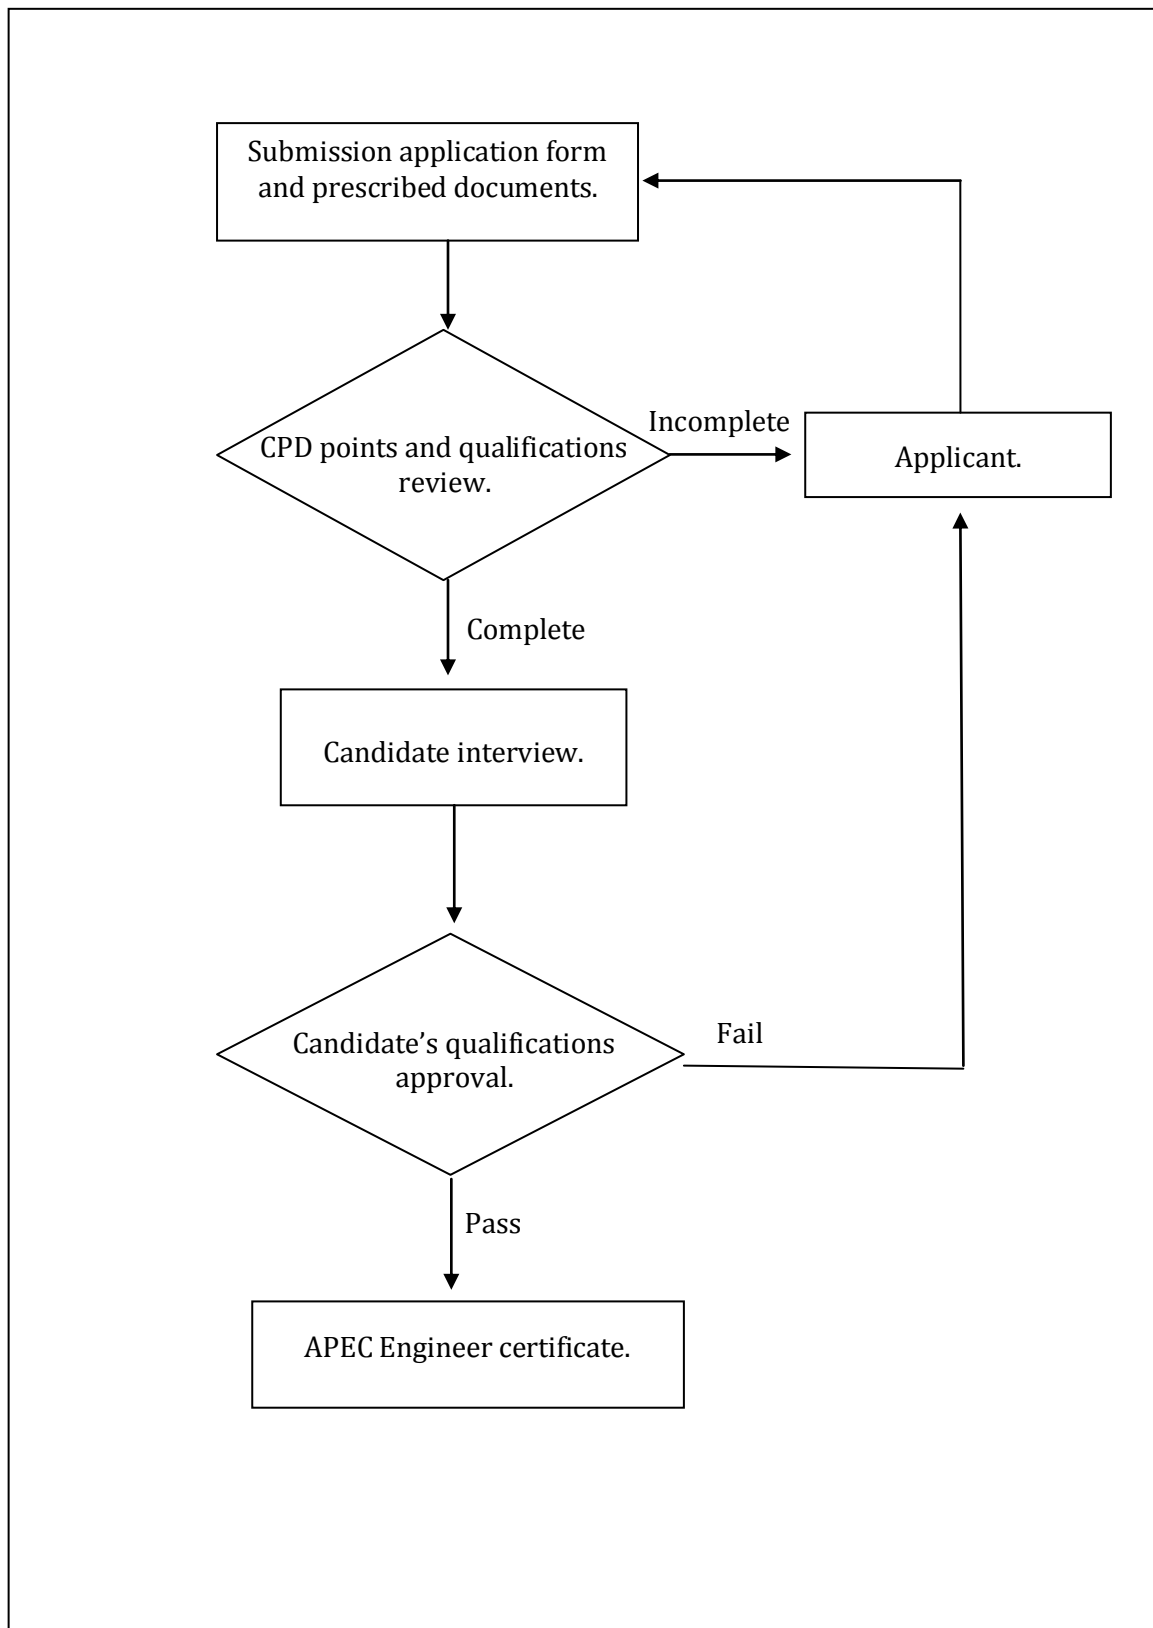 Submission application form
and prescribed documents.
Incomplete
CPD points and qualifications
review.
Applicant.
Complete
Candidate interview.
Fail
Candidate’s qualifications
approval.
Pass
APEC Engineer certificate.